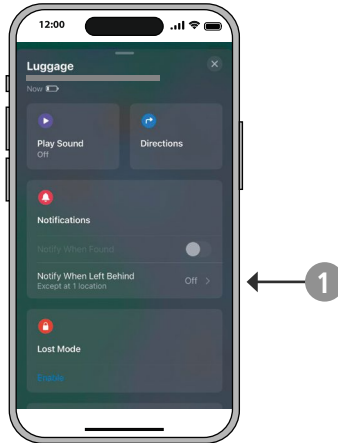 12:00
Luggage
Now
Play Sound
Off
Directions
Notifications
Notify When Found
Notify When Left Behind
Except at 1 location
Off
1
Lost Mode
Enable